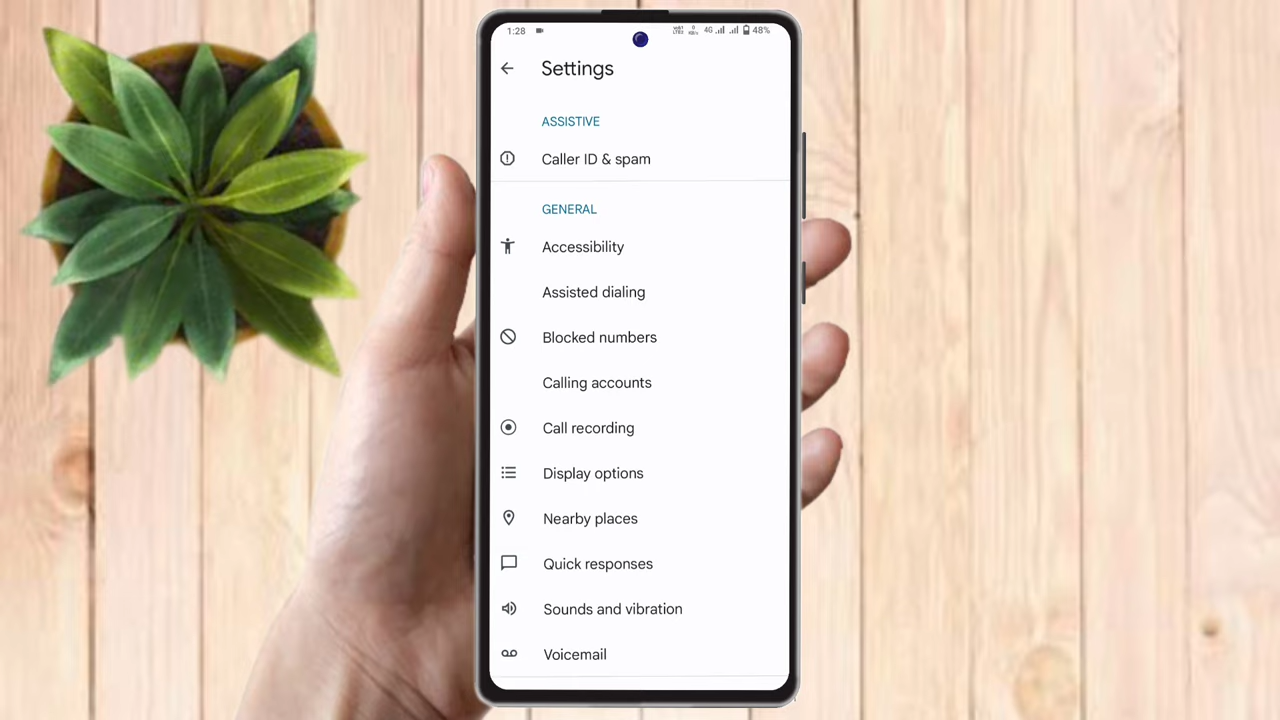 1:28 4G 48%
Settings
ASSISTIVE
Caller ID & spam
GENERAL
Accessibility
Assisted dialing
Blocked numbers
Calling accounts
Call recording
Display options
Nearby places
Quick responses
Sounds and vibration
Voicemail